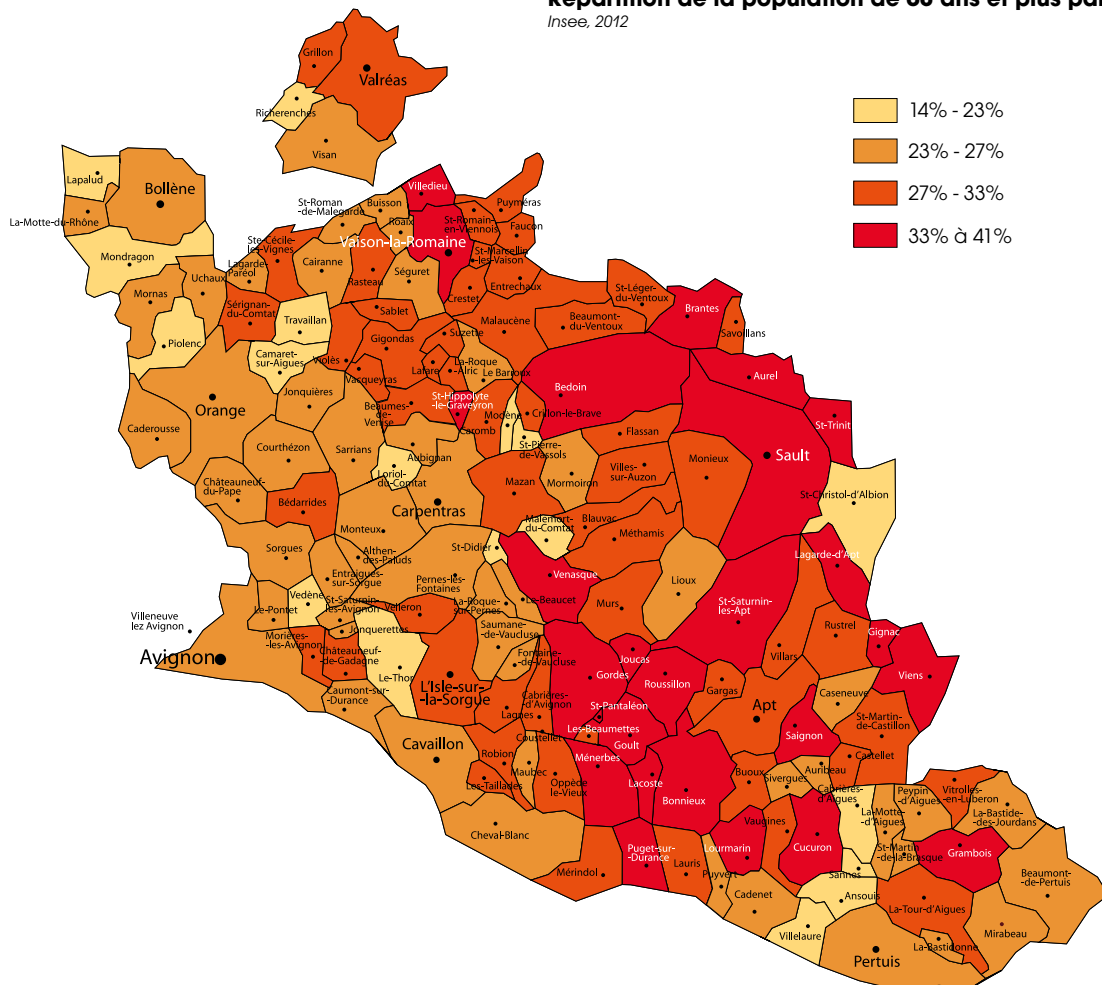 Répartition de la population de 60 ans et plus par
Insee, 2012
14% - 23%
23% - 27%
27% - 33%
33% à 41%
Grillon
Valréas
Richerenches
Visan
Lapalud
Bollène
La-Motte-du-Rhône
Mondragon
Mornas
Uchaux
Piolenc
Lagarde-
Paréol
Ste-Cécile-
les-Vignes
Sérignan-
du-Comtat
Travaillan
Camaret-
sur-Aigues
Cairanne
St-Roman
-de-Malegarde
Buisson
Villedieu
Roaix
Vaison-la-Romaine
St-Romain-
en-Viennois
Puyméras
Faucon
St-Marcellin
-les-Vaison
Entrechaux
Crestet
Séguret
Rasteau
Sablet
Gigondas
Violès
Vacqueyras
Suzette
Lafare
La-Roque
-Alric
Le Barroux
Malaucène
Beaumont-
du-Ventoux
St-Léger-
du-Ventoux
Brantes
Savoillans
Aurel
St-Trinit
Sault
St-Christol-d'Albion
Bedoin
Crillon-le-Brave
St-Hippolyte
-le-Graveyron
Beaumes-
de-
Venise
Caromb
Modène
St-Pierre-
de-Vassols
Flassan
Mormoiron
Villes-
sur-Auzon
Monieux
Mazan
Orange
Jonquières
Caderousse
Courthézon
Sarrians
Aubignan
Loriol-
du-Comtat
Châteauneuf-
du-Pape
Bédarrides
Carpentras
Monteux
Malemort-
du-Comtat
Blauvac
Méthamis
St-Didier
Venasque
Le-Beaucet
Murs
Lioux
St-Saturnin-
les-Apt
Lagarde-d'Apt
Rustrel
Villars
Gignac
Viens
Sorgues
Althen-
des-Paluds
Entraigues-
sur-Sorgue
Pernes-les-
Fontaines
La-Roque-
sur-Pernes
Vedène
Le-Pontet
St-Saturnin-
les-Avignon
Velleron
Jonquerettes
Morières-
les-Avignon
Châteauneuf-
de-Gadagne
Villeneuve
lez Avignon
Avignon
Caumont-sur-
Durance
Le-Thor
Saumane-
de-Vaucluse
Fontaine-
de-Vaucluse
L'Isle-sur-
la-Sorgue
Lagnes
Cabrières-
d'Avignon
Coustellet
Gordes
Joucas
Roussillon
St-Pantaléon
Les-Beaumettes
Goult
Gargas
Apt
Caseneuve
Saignon
St-Martin-
de-Castillon
Castellet
Auribeau
Sivergues
Buoux
Bonnieux
Lacoste
Ménerbes
Oppède
le-Vieux
Maubec
Robion
Les-Taillades
Cavaillon
Cheval-Blanc
Mérindol
Puget-sur-
-Durance
Lauris
Lourmarin
Puyvert
Vaugines
Cucuron
Cadenet
Cabrières-
d'Aigues
La-Motte-
d'Aigues
Peypin
-d'Aigues
Vitrolles-
en-Luberon
La-Bastide-
des-Jourdans
St-Martin
-de-la-Brasque
Grambois
Sannes
Ansouis
Villelaure
La-Tour-d'Aigues
Beaumont-
de-Pertuis
Mirabeau
La-Bastidonne
Pertuis